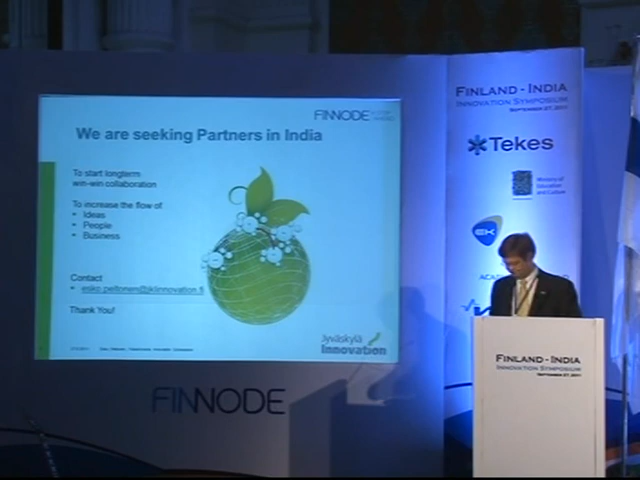 FINNODE
We are seeking Partners in India
To start longterm
win-win collaboration
To increase the flow of
• Ideas
• People
• Business
Contact
• esko.peltonen@jklinnovation.fi
Thank You!
Jyväskylä
Innovation
FINNODE
FINLAND - INDIA
INNOVATION SYMPOSIUM
SEPTEMBER 27, 2011
Tekes
Ministry of
Education
and Culture
EK
FINLAND - INDIA
INNOVATION SYMPOSIUM
SEPTEMBER 27, 2011